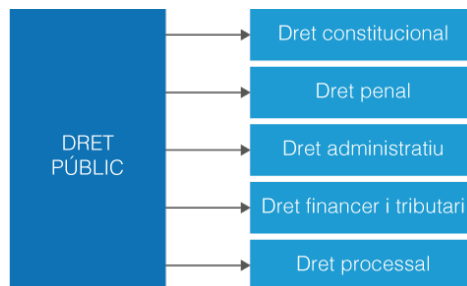 DRET
PÚBLIC
Dret constitucional
Dret penal
Dret administratiu
Dret financer i tributari
Dret processal